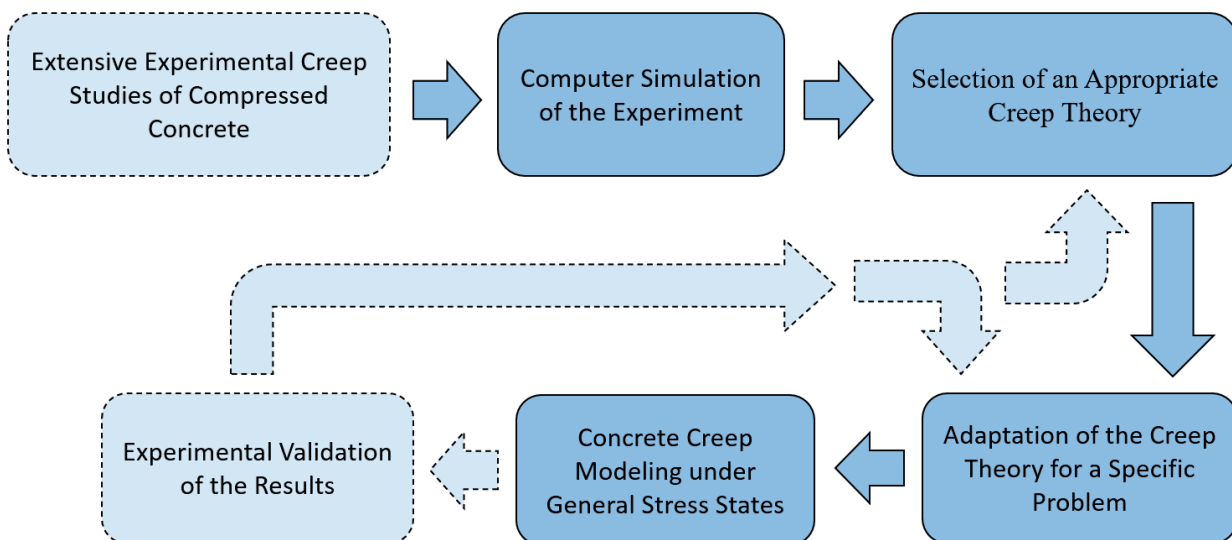 Extensive Experimental Creep
Studies of Compressed
Concrete
Computer Simulation
of the Experiment
Selection of an Appropriate
Creep Theory
Experimental Validation
of the Results
Concrete Creep
Modeling under
General Stress States
Adaptation of the Creep
Theory for a Specific
Problem